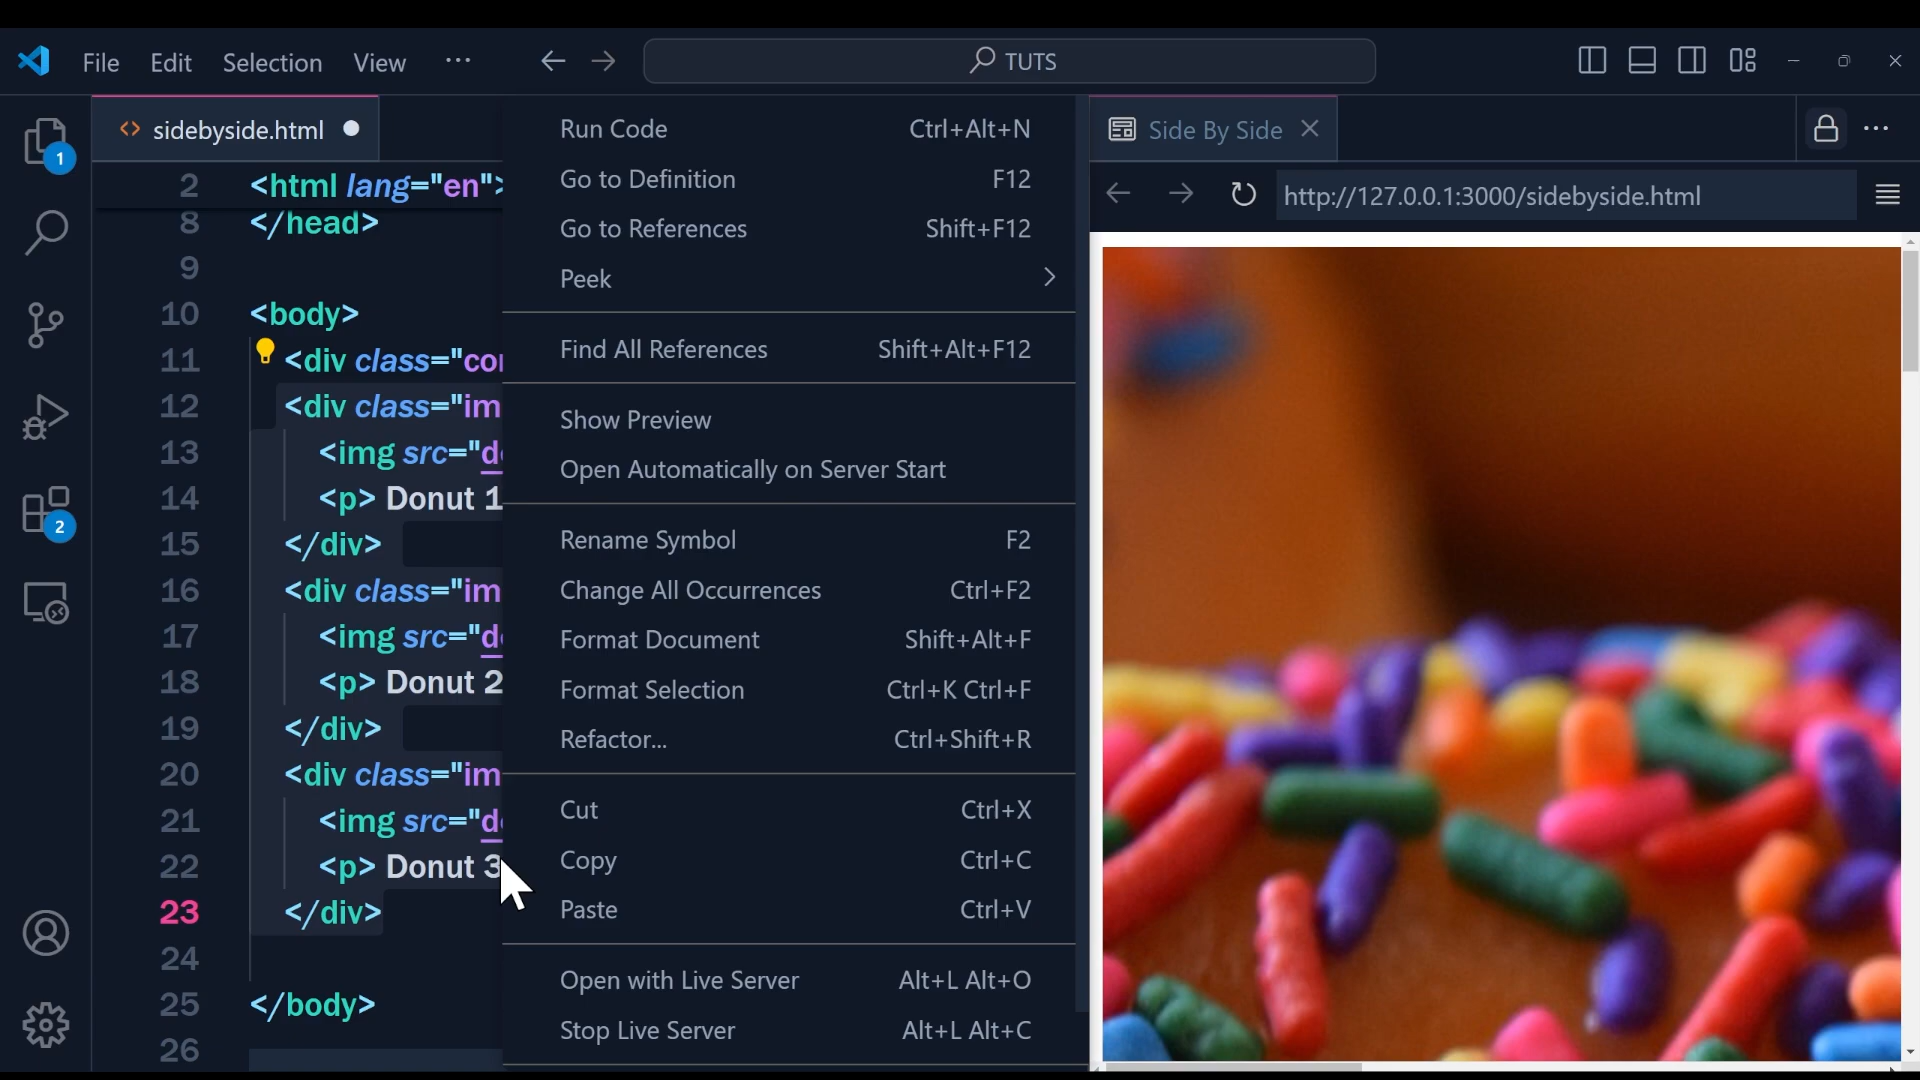 File Edit Selection View ··· TUTS
sidebyside.html
1
2
2 <html lang="en">
8 </head>
9
10 <body>
11 <div class="co
12 <div class="im
13 <img src="d
14 <p> Donut 1
15 </div>
16 <div class="im
17 <img src="d
18 <p> Donut 2
19 </div>
20 <div class="im
21 <img src="d
22 <p> Donut 3
23 </div>
24
25 </body>
26
Run Code Ctrl+Alt+N
Go to Definition F12
Go to References Shift+F12
Peek
Find All References Shift+Alt+F12
Show Preview
Open Automatically on Server Start
Rename Symbol F2
Change All Occurrences Ctrl+F2
Format Document Shift+Alt+F
Format Selection Ctrl+K Ctrl+F
Refactor... Ctrl+Shift+R
Cut Ctrl+X
Copy Ctrl+C
Paste Ctrl+V
Open with Live Server Alt+L Alt+O
Stop Live Server Alt+L Alt+C
Side By Side
http://127.0.0.1:3000/sidebyside.html